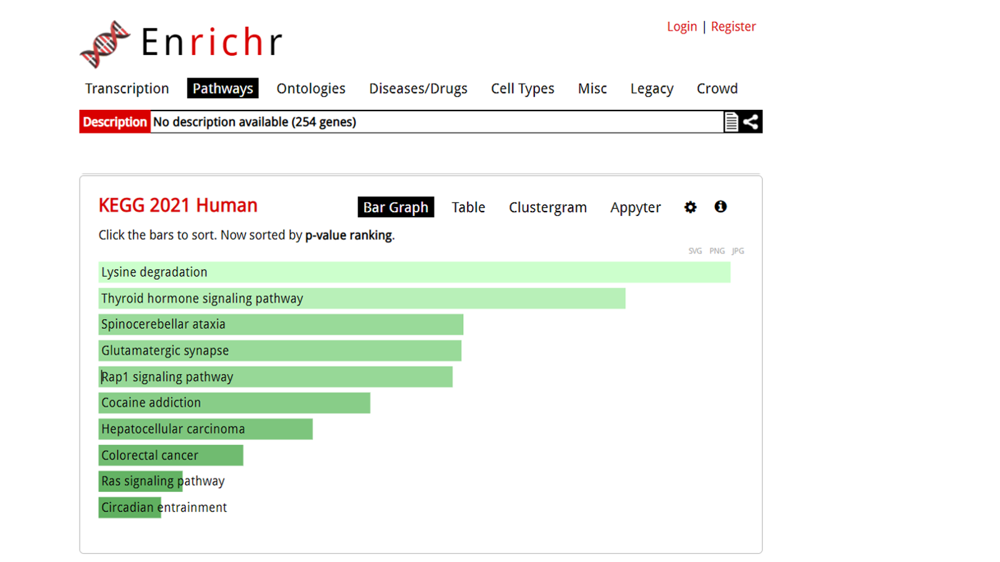 Enrichr
Login | Register
Transcription Pathways Ontologies Diseases/Drugs Cell Types Misc Legacy Crowd
Description No description available (254 genes)
KEGG 2021 Human
Bar Graph Table Clustergram Appyter
Click the bars to sort. Now sorted by p-value ranking.
SVG PNG JPG
Lysine degradation
Thyroid hormone signaling pathway
Spinocerebellar ataxia
Glutamatergic synapse
Rap1 signaling pathway
Cocaine addiction
Hepatocellular carcinoma
Colorectal cancer
Ras signaling pathway
Circadian entrainment